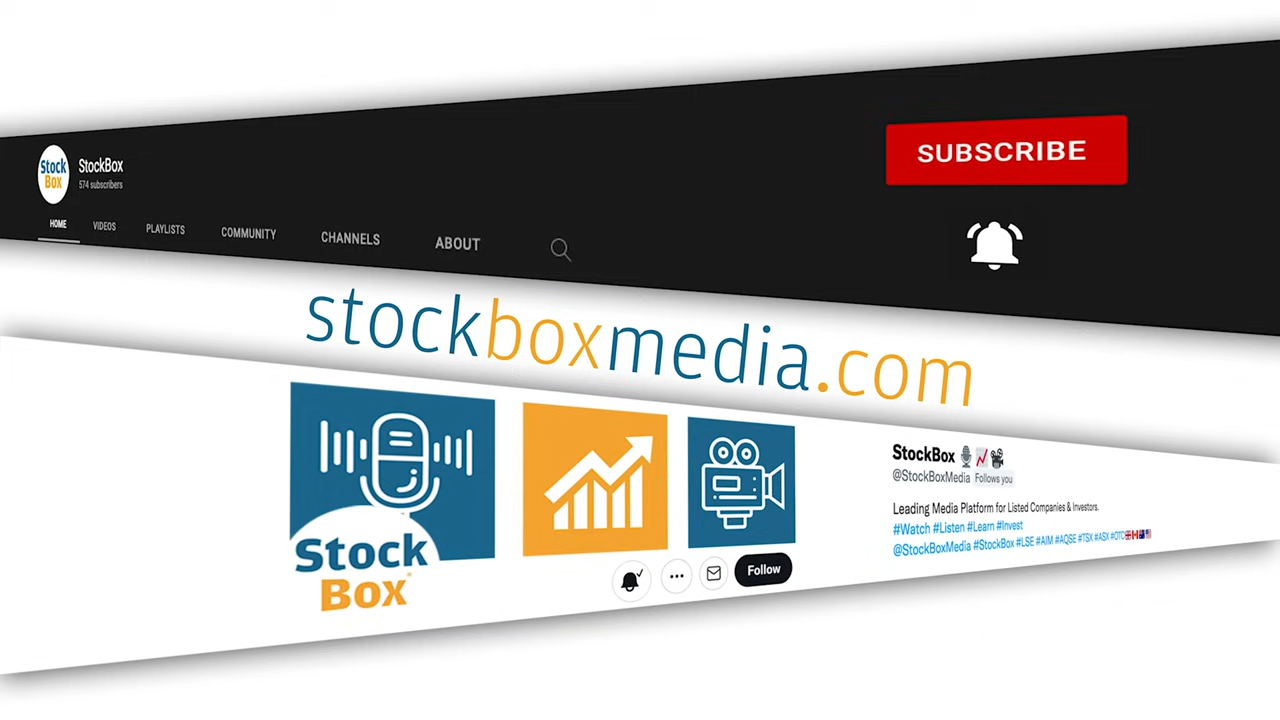 StockBox
574 subscribers
Stock
Box
HOME VIDEOS PLAYLISTS COMMUNITY CHANNELS ABOUT
SUBSCRIBE
stockboxmedia.com
Stock
Box
Follow
StockBox
@StockBoxMedia Follows you
Leading Media Platform for Listed Companies & Investors.
#Watch #Listen #Learn #Invest
@StockBoxMedia #StockBox #LSE #AIM #AQSE #TSX #ASX #OTC